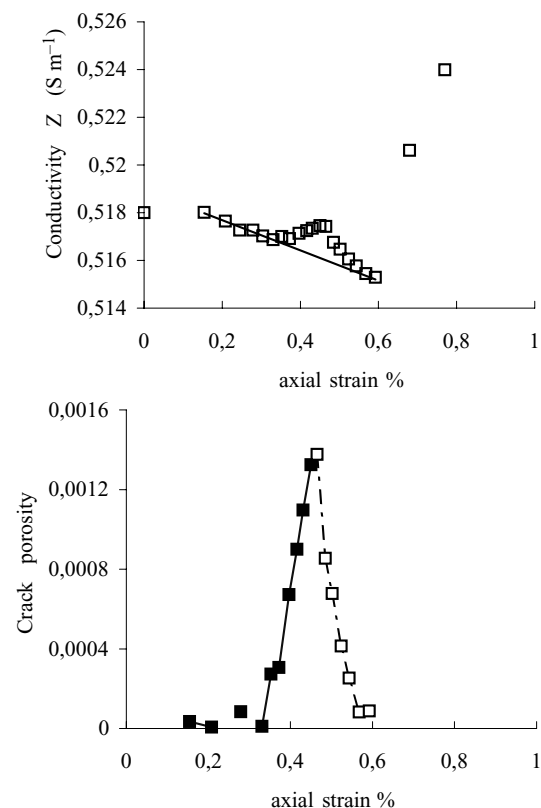 0,526
0,524
0,522
0,52
0,518
0,516
0,514
Conductivity Z (S m⁻¹)
0 0,2 0,4 0,6 0,8 1
axial strain %
0,0016
0,0012
0,0008
0,0004
0
Crack porosity
0 0,2 0,4 0,6 0,8 1
axial strain %